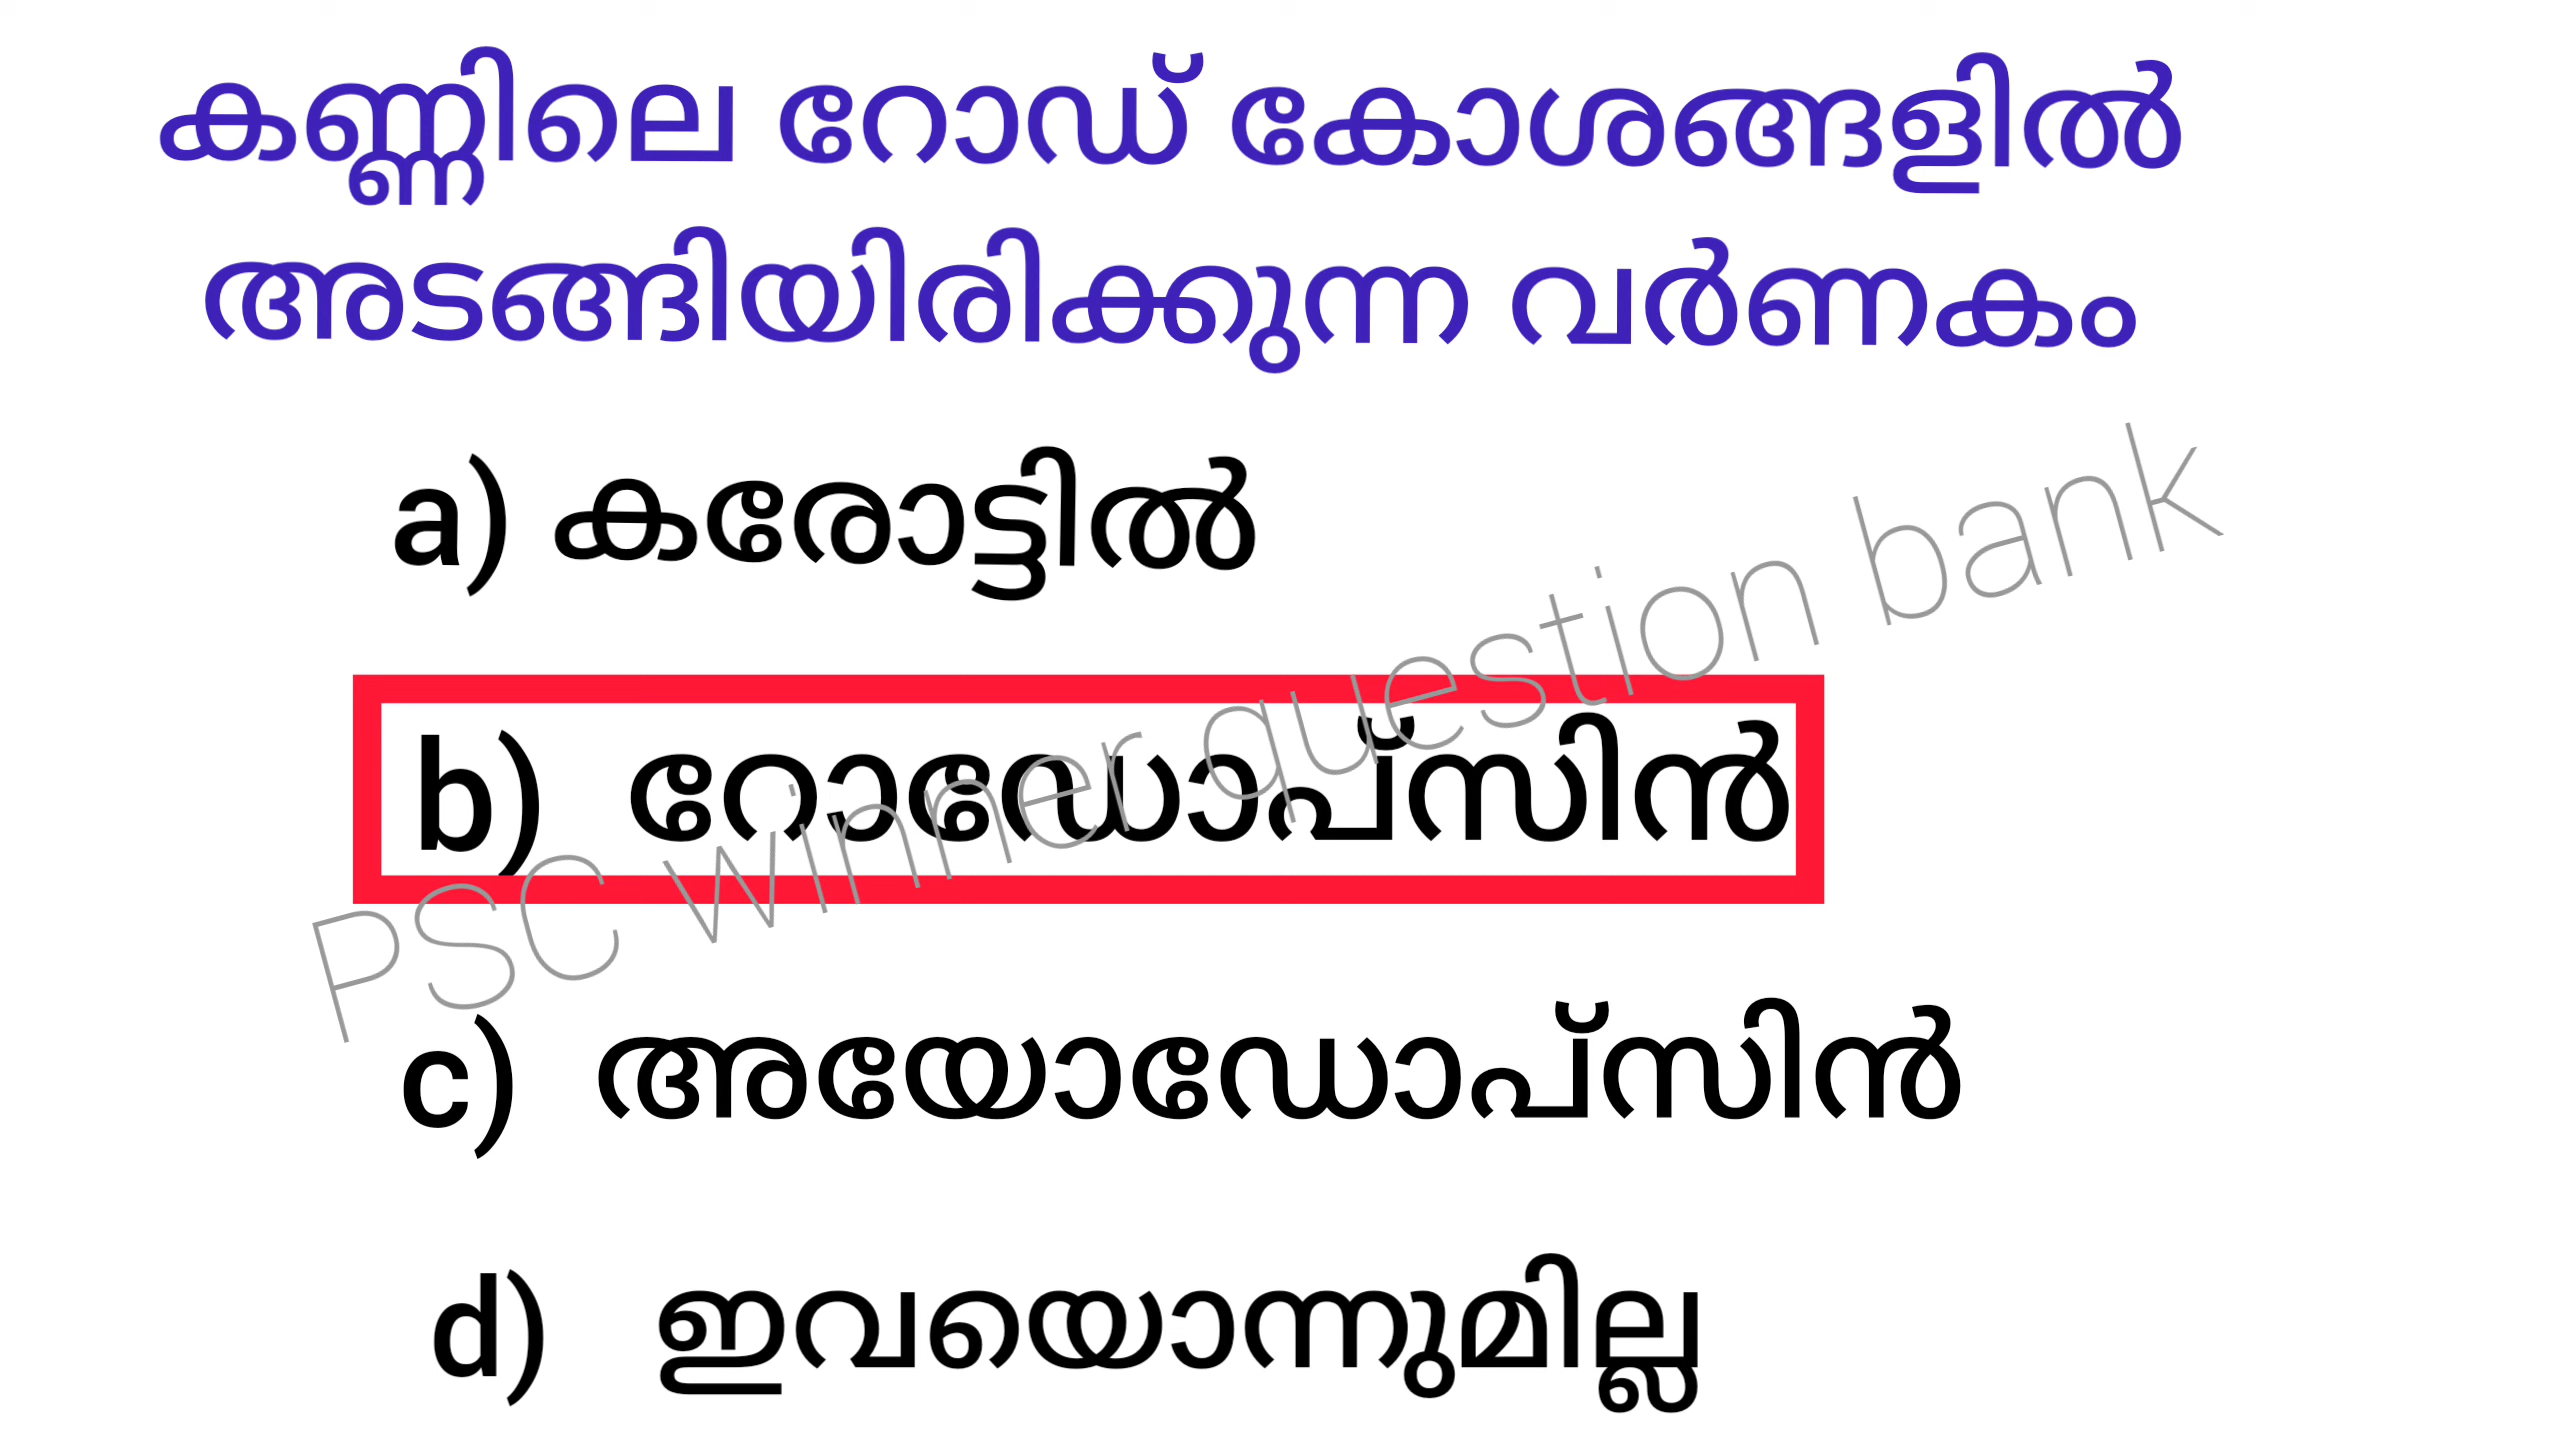 കണ്ണിലെ റോഡ് കോശങ്ങളിൽ
അടങ്ങിയിരിക്കുന്ന വർണകം
a) കരോട്ടിൽ
b) റോഡോപ്സിൻ
c) അയോഡോപ്സിൻ
d) ഇവയൊന്നുമില്ല
PSC winner question bank